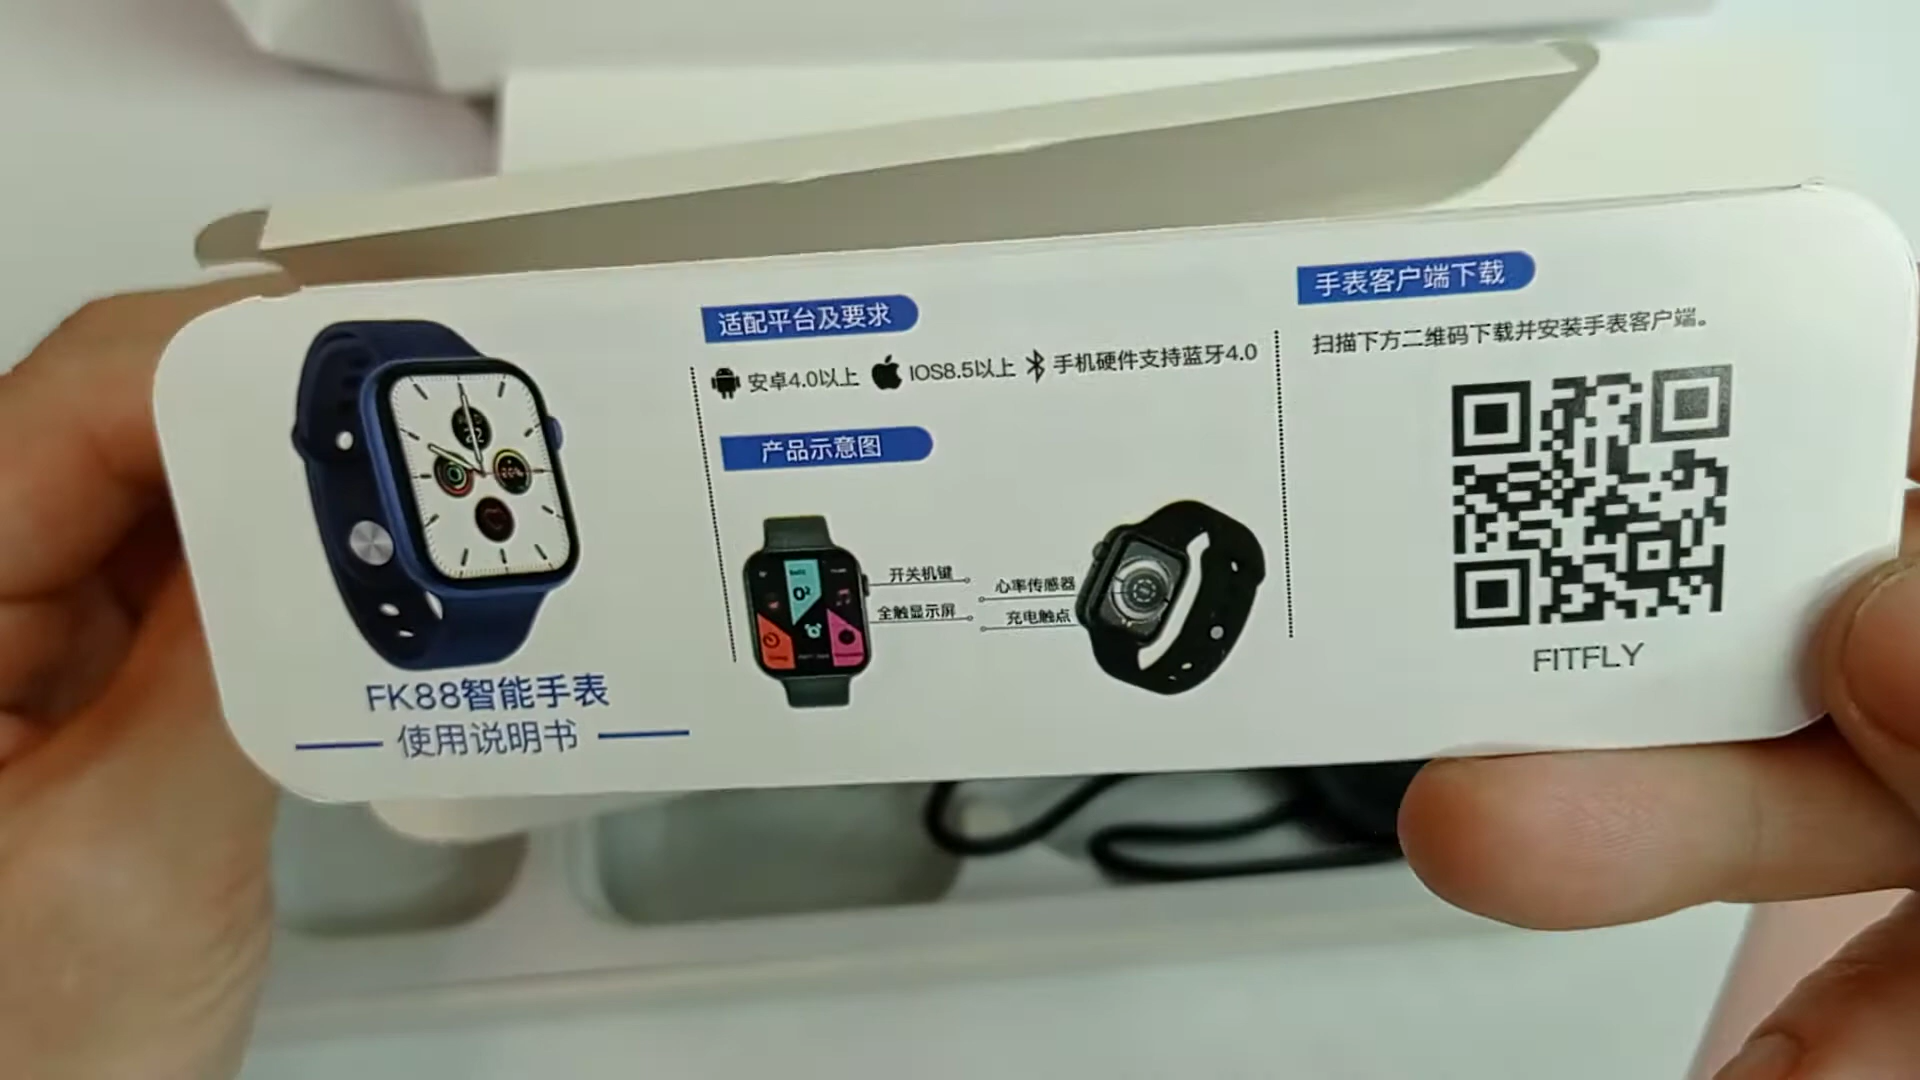 FK88智能手表
使用说明书
适配平台及要求
安卓4.0以上 IOS8.5以上 手机硬件支持蓝牙4.0
产品示意图
开关机键
全触显示屏
心率传感器
充电触点
手表客户端下载
扫描下方二维码下载并安装手表客户端。
FITFLY